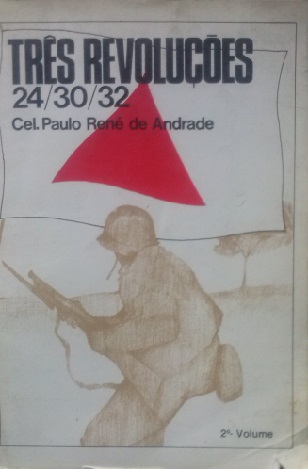 TRÊS REVOLUÇÕES
24/30/32
Cel. Paulo René de Andrade
2º- Volume